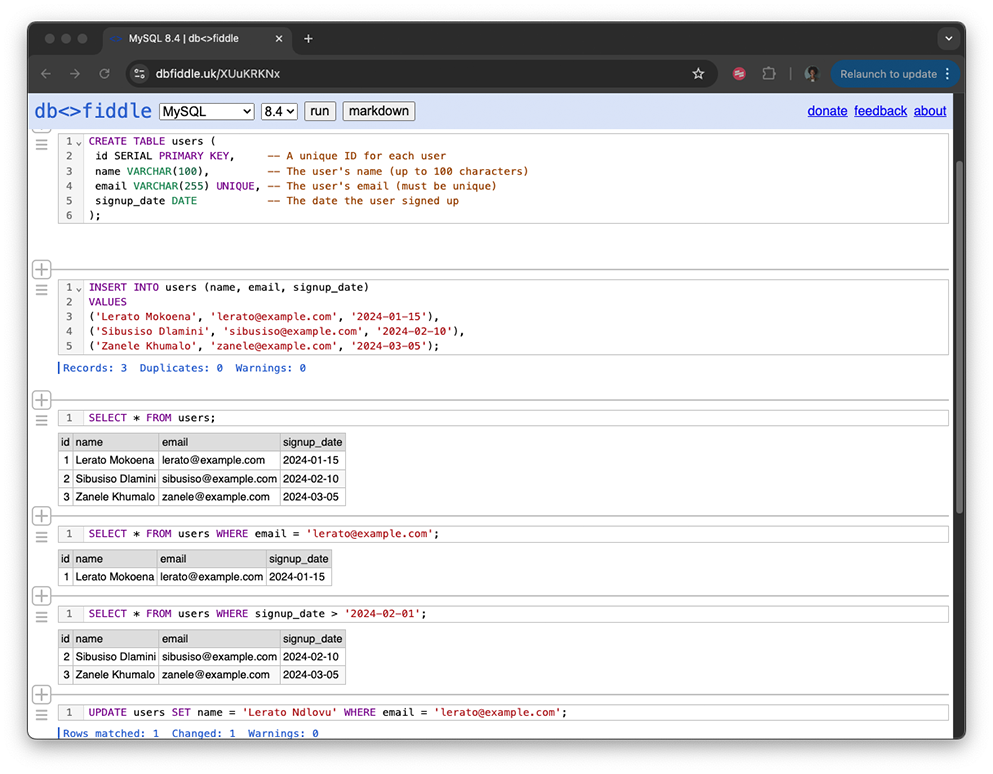 MySQL 8.4 | db<>fiddle
dbfiddle.uk/XUuKRKNx
Relaunch to update
db<>fiddle MySQL 8.4 run markdown donate feedback about
1 CREATE TABLE users (
2 id SERIAL PRIMARY KEY, -- A unique ID for each user
3 name VARCHAR(100), -- The user's name (up to 100 characters)
4 email VARCHAR(255) UNIQUE, -- The user's email (must be unique)
5 signup_date DATE -- The date the user signed up
6 );
1 INSERT INTO users (name, email, signup_date)
2 VALUES
3 ('Lerato Mokoena', 'lerato@example.com', '2024-01-15'),
4 ('Sibusiso Dlamini', 'sibusiso@example.com', '2024-02-10'),
5 ('Zanele Khumalo', 'zanele@example.com', '2024-03-05');
Records: 3 Duplicates: 0 Warnings: 0
1 SELECT * FROM users;
id name email signup_date
1 Lerato Mokoena lerato@example.com 2024-01-15
2 Sibusiso Dlamini sibusiso@example.com 2024-02-10
3 Zanele Khumalo zanele@example.com 2024-03-05
1 SELECT * FROM users WHERE email = 'lerato@example.com';
id name email signup_date
1 Lerato Mokoena lerato@example.com 2024-01-15
1 SELECT * FROM users WHERE signup_date > '2024-02-01';
id name email signup_date
2 Sibusiso Dlamini sibusiso@example.com 2024-02-10
3 Zanele Khumalo zanele@example.com 2024-03-05
1 UPDATE users SET name = 'Lerato Ndlovu' WHERE email = 'lerato@example.com';
Rows matched: 1 Changed: 1 Warnings: 0